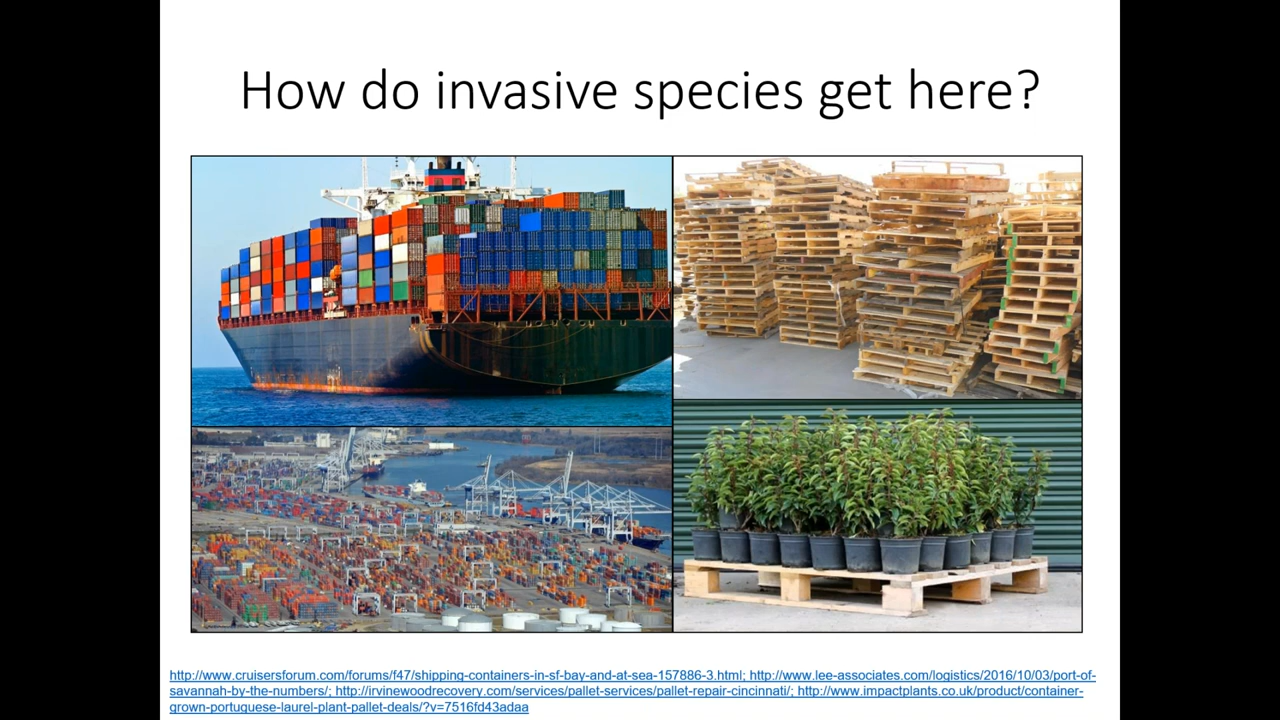 How do invasive species get here?
http://www.cruisersforum.com/forums/f47/shipping-containers-in-sf-bay-and-at-sea-157886-3.html; http://www.lee-associates.com/logistics/2016/10/03/port-of-
savannah-by-the-numbers/; http://irvinewoodrecovery.com/services/pallet-services/pallet-repair-cincinnati/; http://www.impactplants.co.uk/product/container-
grown-portuguese-laurel-plant-pallet-deals/?v=7516fd43adaa